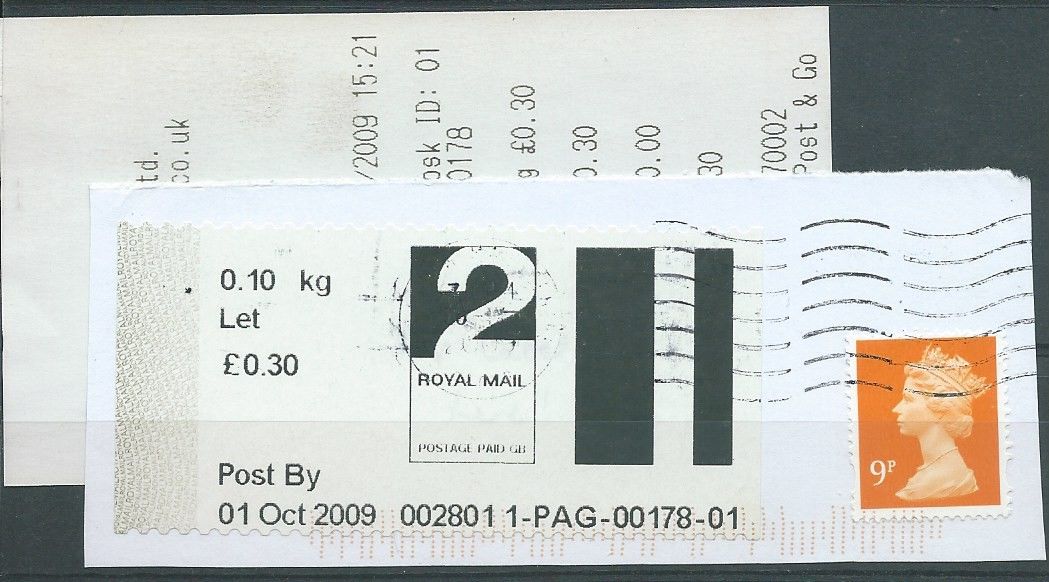 td.
co.uk
/2009 15:21
osk ID: 01
0178
g £0.30
0.30
0.00
30
70002
Post & Go
0.10 kg
Let
£0.30
2
ROYAL MAIL
POSTAGE PAID GB
Post By
01 Oct 2009 002801 1-PAG-00178-01
9P